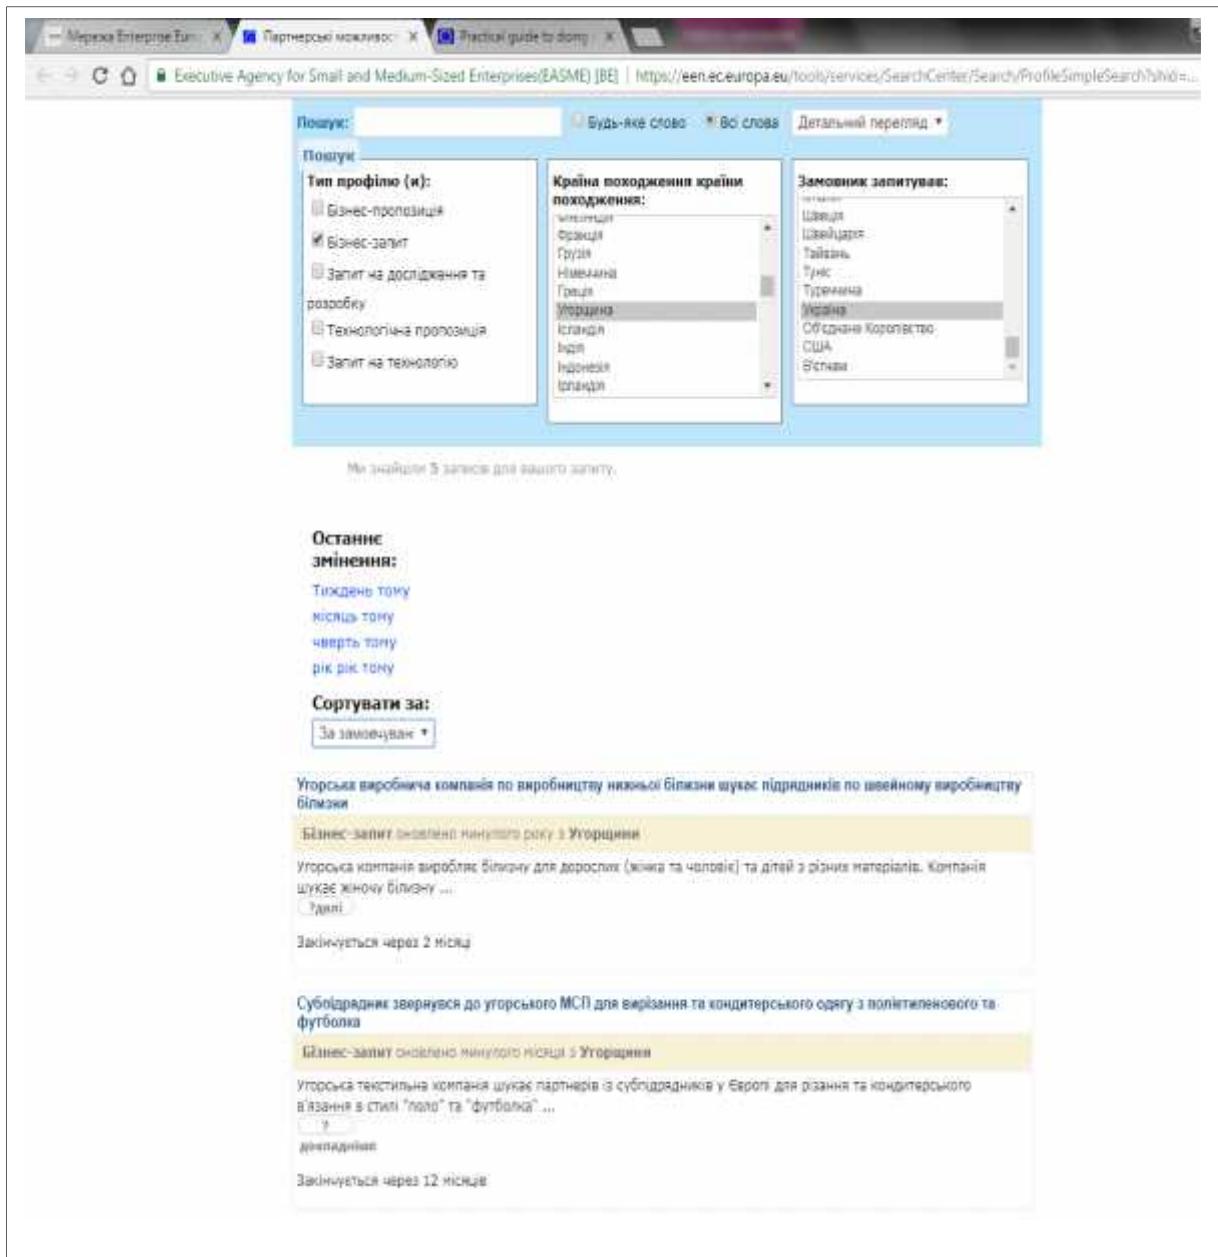 Мережа Enterprise Euro
Партнерські можливост
Practical guide to doing
Executive Agency for Small and Medium-Sized Enterprises(EASME) [BE] | https://een.ec.europa.eu/tools/services/SearchCenter/Search/ProfileSimpleSearch?shid=...
Пошук: Будь-яке слово Всі слова Детальний перегляд
Пошук
Тип профілю (и):
Бізнес-пропозиція
Бізнес-запит
Запит на дослідження та
розробку
Технологічна пропозиція
Запит на технологію
Країна походження країни
походження:
Франція
Грузія
Німеччина
Греція
Угорщина
Ісландія
Індія
Індонезія
Ірландія
Замовник запитував:
Швеція
Швейцарія
Тайвань
Туніс
Туреччина
Україна
Об'єднане Королівство
США
В'єтнам
Ми знайшли 5 записів для вашого запиту.
Останнє
змінення:
Тиждень тому
місяць тому
чверть тому
рік рік тому
Сортувати за:
За замовчуван
Угорська виробнича компанія по виробництву нижньої білизни шукає підрядників по швейному виробництву
білизни
Бізнес-запит оновлено минулого року з Угорщини
Угорська компанія виробляє білизну для дорослих (жінка та чоловік) та дітей з різних матеріалів. Компанія
шукає жіночу білизну ...
?далі
Закінчується через 2 місяці
Субпідрядник звернувся до угорського МСП для вирізання та кондитерського одягу з поліетиленового та
футболка
Бізнес-запит оновлено минулого місяця з Угорщини
Угорська текстильна компанія шукає партнерів із субпідрядників у Європі для різання та кондитерського
в'язання в стилі "поло" та "футболка" ...
?
докладніше
Закінчується через 12 місяців